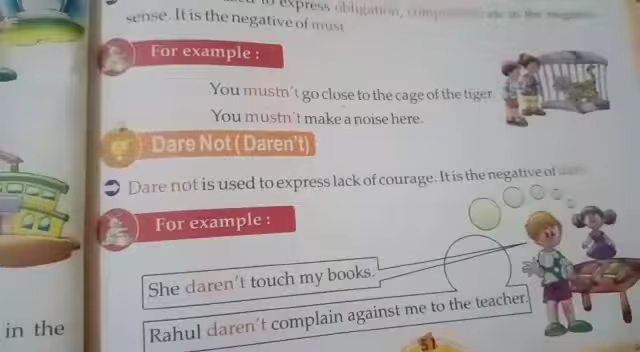 to express obligation,
sense. It is the negative of must
For example :
You mustn't go close to the cage of the tiger.
You mustn't make a noise here.
Dare Not ( Daren't)
Dare not is used to express lack of courage. It is the negative of
For example :
She daren't touch my books.
Rahul daren't complain against me to the teacher.
in the
51